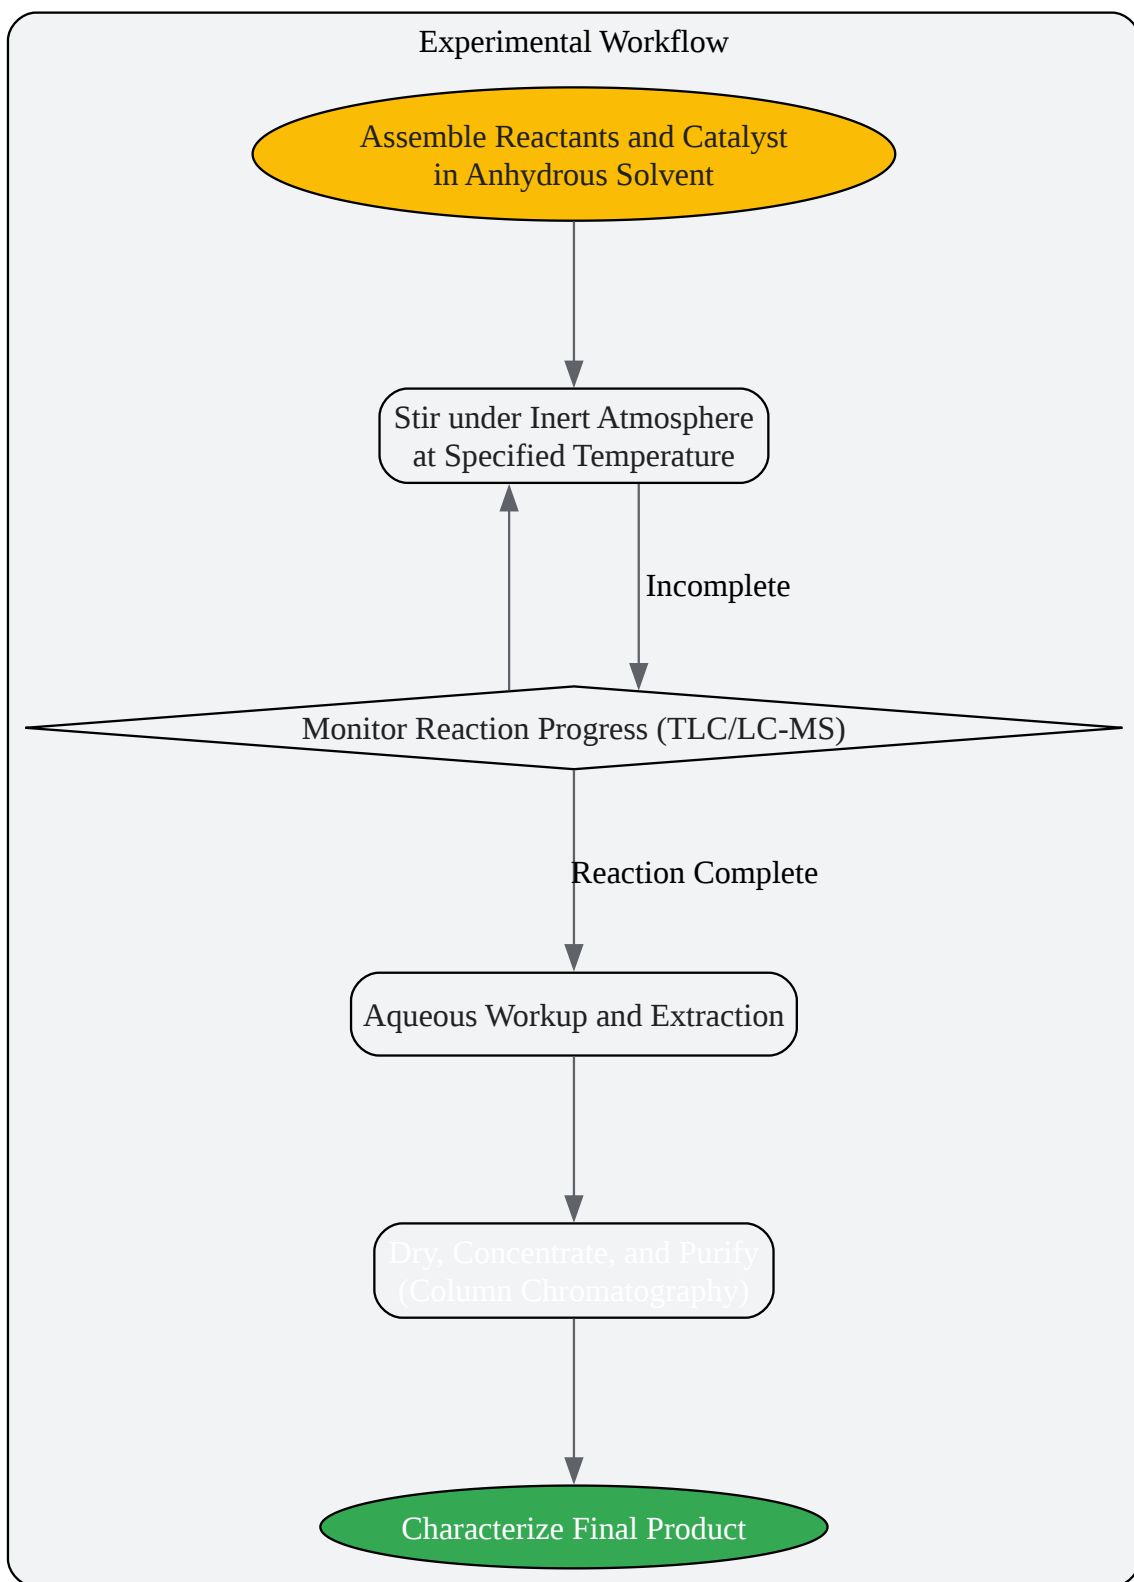 Experimental Workflow
Assemble Reactants and Catalyst
in Anhydrous Solvent
Stir under Inert Atmosphere
at Specified Temperature
Incomplete
Monitor Reaction Progress (TLC/LC-MS)
Reaction Complete
Aqueous Workup and Extraction
Dry, Concentrate, and Purify
(Column Chromatography)
Characterize Final Product